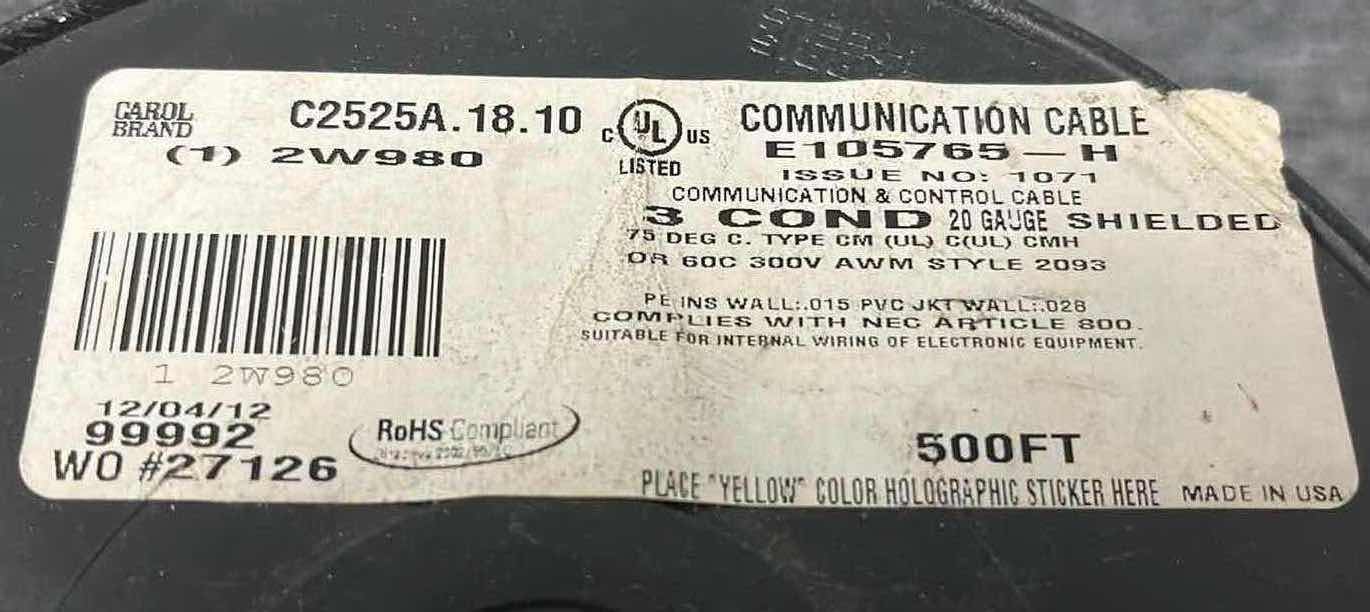 CAROL
BRAND
C2525A.18.10
(1) 2W980
C UL US
LISTED
COMMUNICATION CABLE
E105765-H
ISSUE NO: 1071
COMMUNICATION & CONTROL CABLE
3 COND 20 GAUGE SHIELDED
75 DEG C. TYPE CM (UL) C(UL) CMH
OR 60C 300V AWM STYLE 2093
PE INS WALL:.015 PVC JKT WALL:.028
COMPLIES WITH NEC ARTICLE 800.
SUITABLE FOR INTERNAL WIRING OF ELECTRONIC EQUIPMENT.
1 2W980
12/04/12
99992
WO #27126
RoHS Compliant
500FT
PLACE "YELLOW" COLOR HOLOGRAPHIC STICKER HERE MADE IN USA